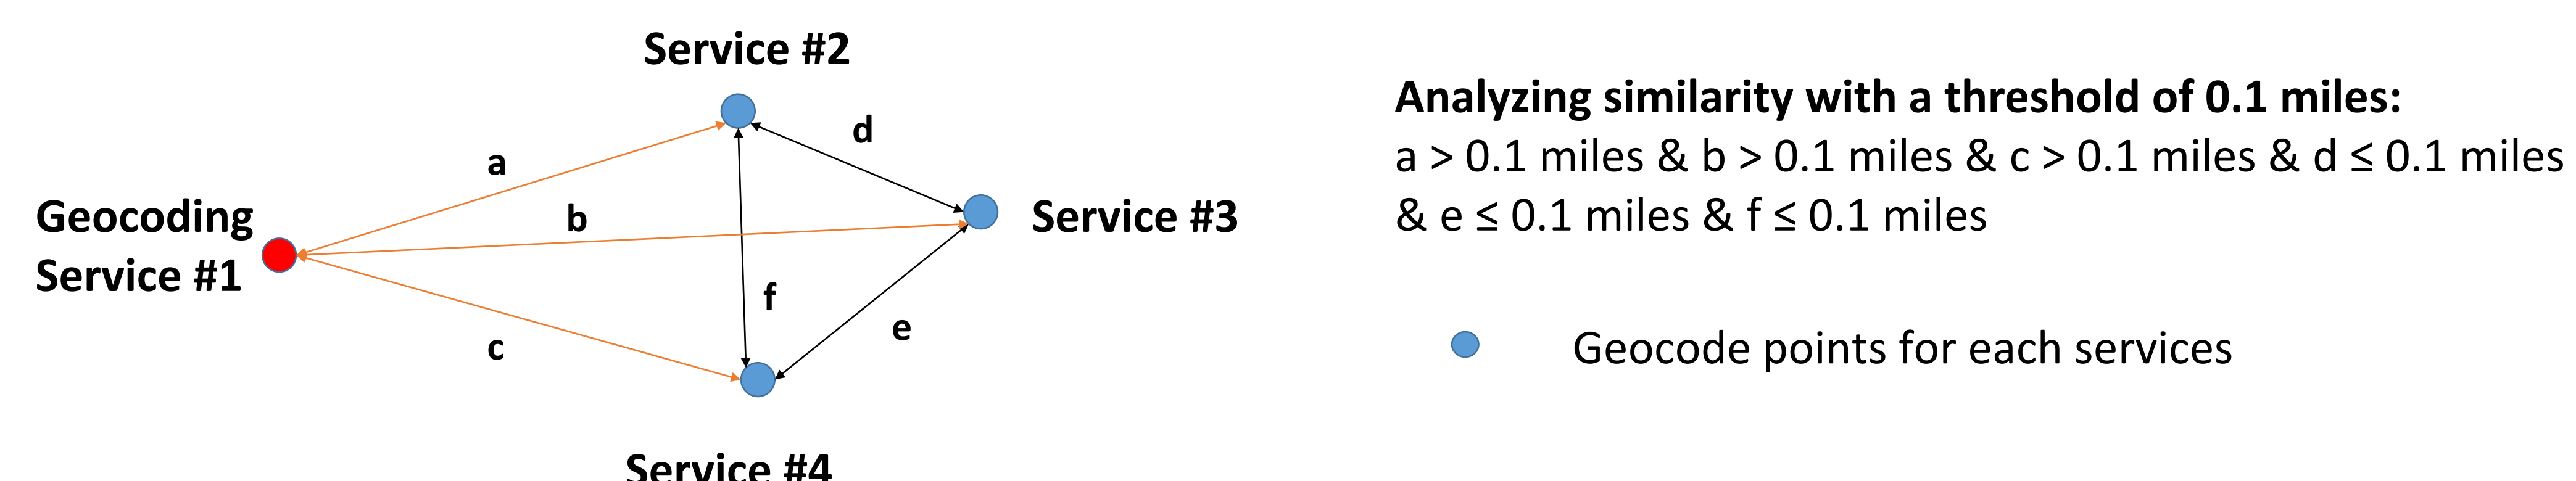 Service #2
d
a
Geocoding
Service #1
b
Service #3
f
e
c
Service #4
Analyzing similarity with a threshold of 0.1 miles:
a > 0.1 miles & b > 0.1 miles & c > 0.1 miles & d ≤ 0.1 miles
& e ≤ 0.1 miles & f ≤ 0.1 miles
Geocode points for each services